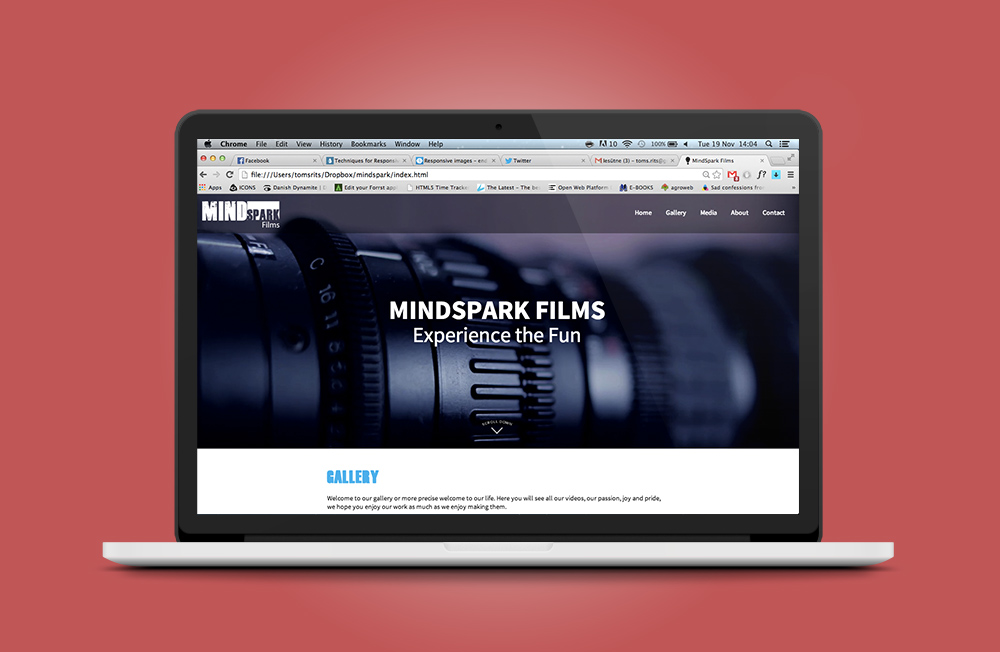 Chrome File Edit View History Bookmarks Window Help 10 100% Tue 19 Nov 14:04
Facebook Techniques for Respons Responsive images – end Twitter Iesūtne (3) – toms.rits@g MindSpark Films
file:///Users/tomsrits/Dropbox/mindspark/index.html f?
Apps ICONS Danish Dynamite Edit your Forrst app HTML5 Time Tracke The Latest – The be Open Web Platform E-BOOKS agroweb Sad confessions from
MINDSPARK
Films
Home Gallery Media About Contact
C 16 11
MINDSPARK FILMS
Experience the Fun
SCROLL DOWN
GALLERY
Welcome to our gallery or more precise welcome to our life. Here you will see all our videos, our passion, joy and pride,
we hope you enjoy our work as much as we enjoy making them.